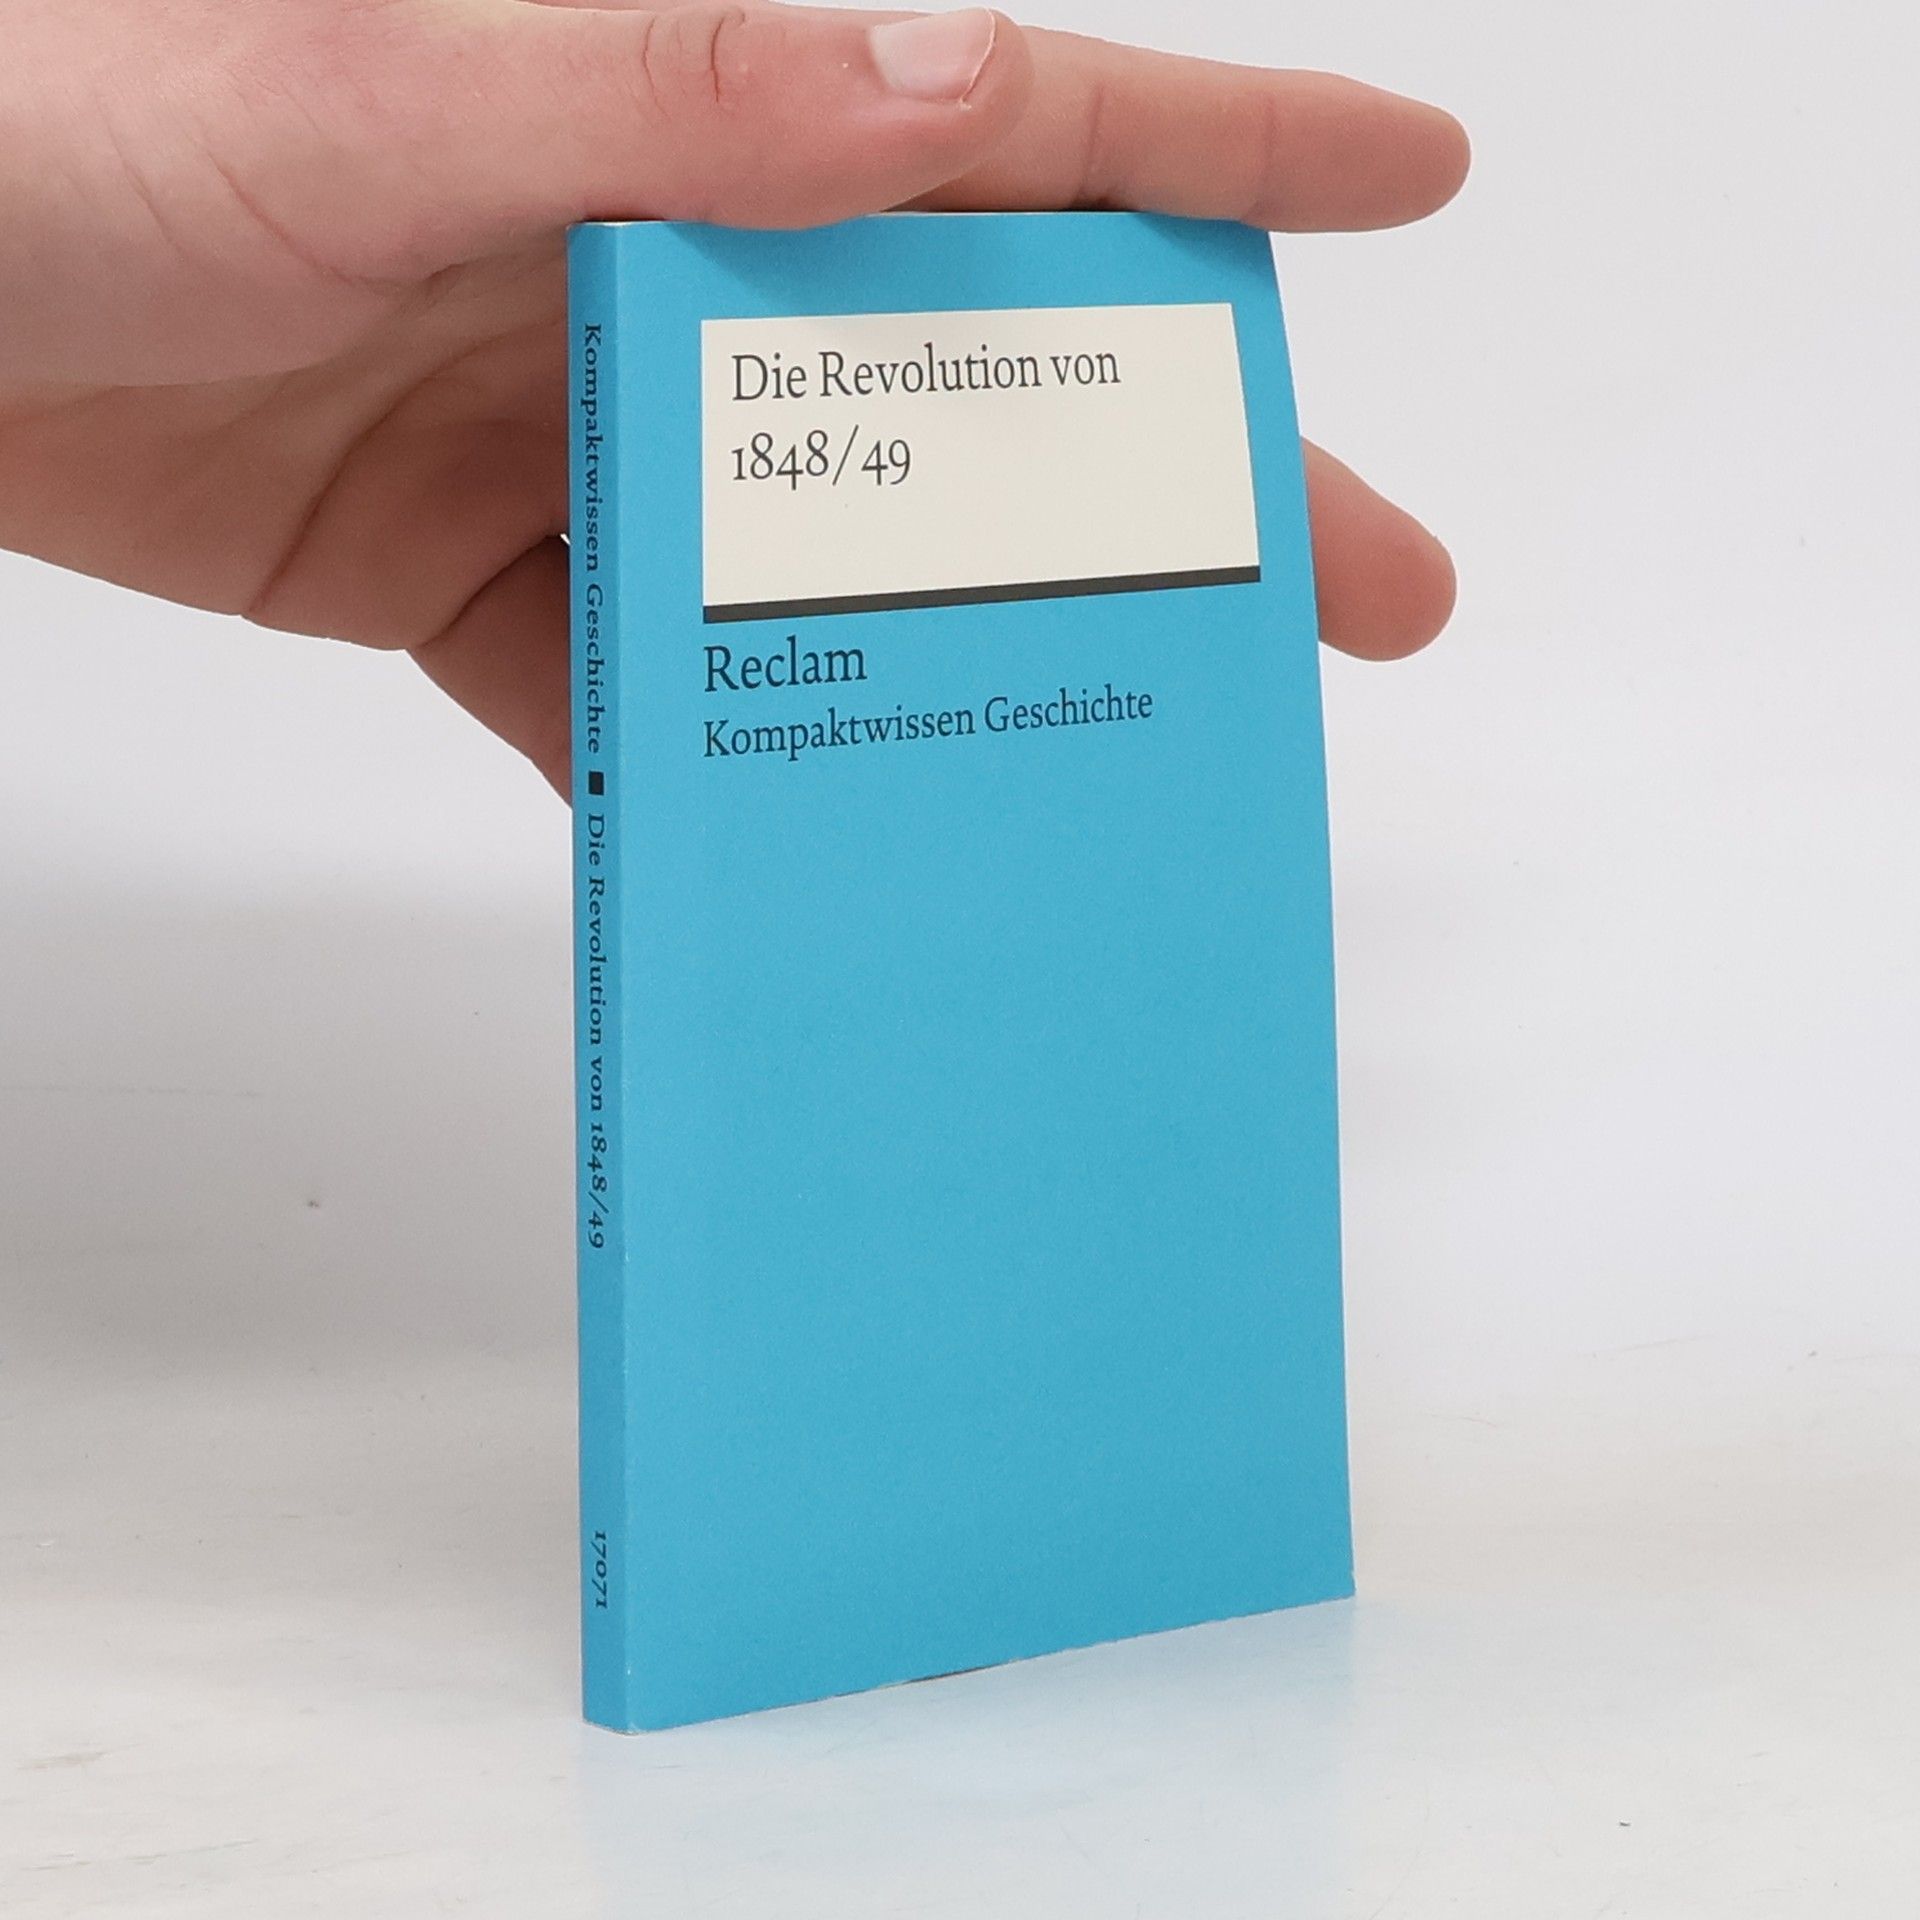 Die Revolution von
1848/49
Reclam
Kompaktwissen Geschichte
Kompaktwissen Geschichte ■ Die Revolution von 1848/49
17071